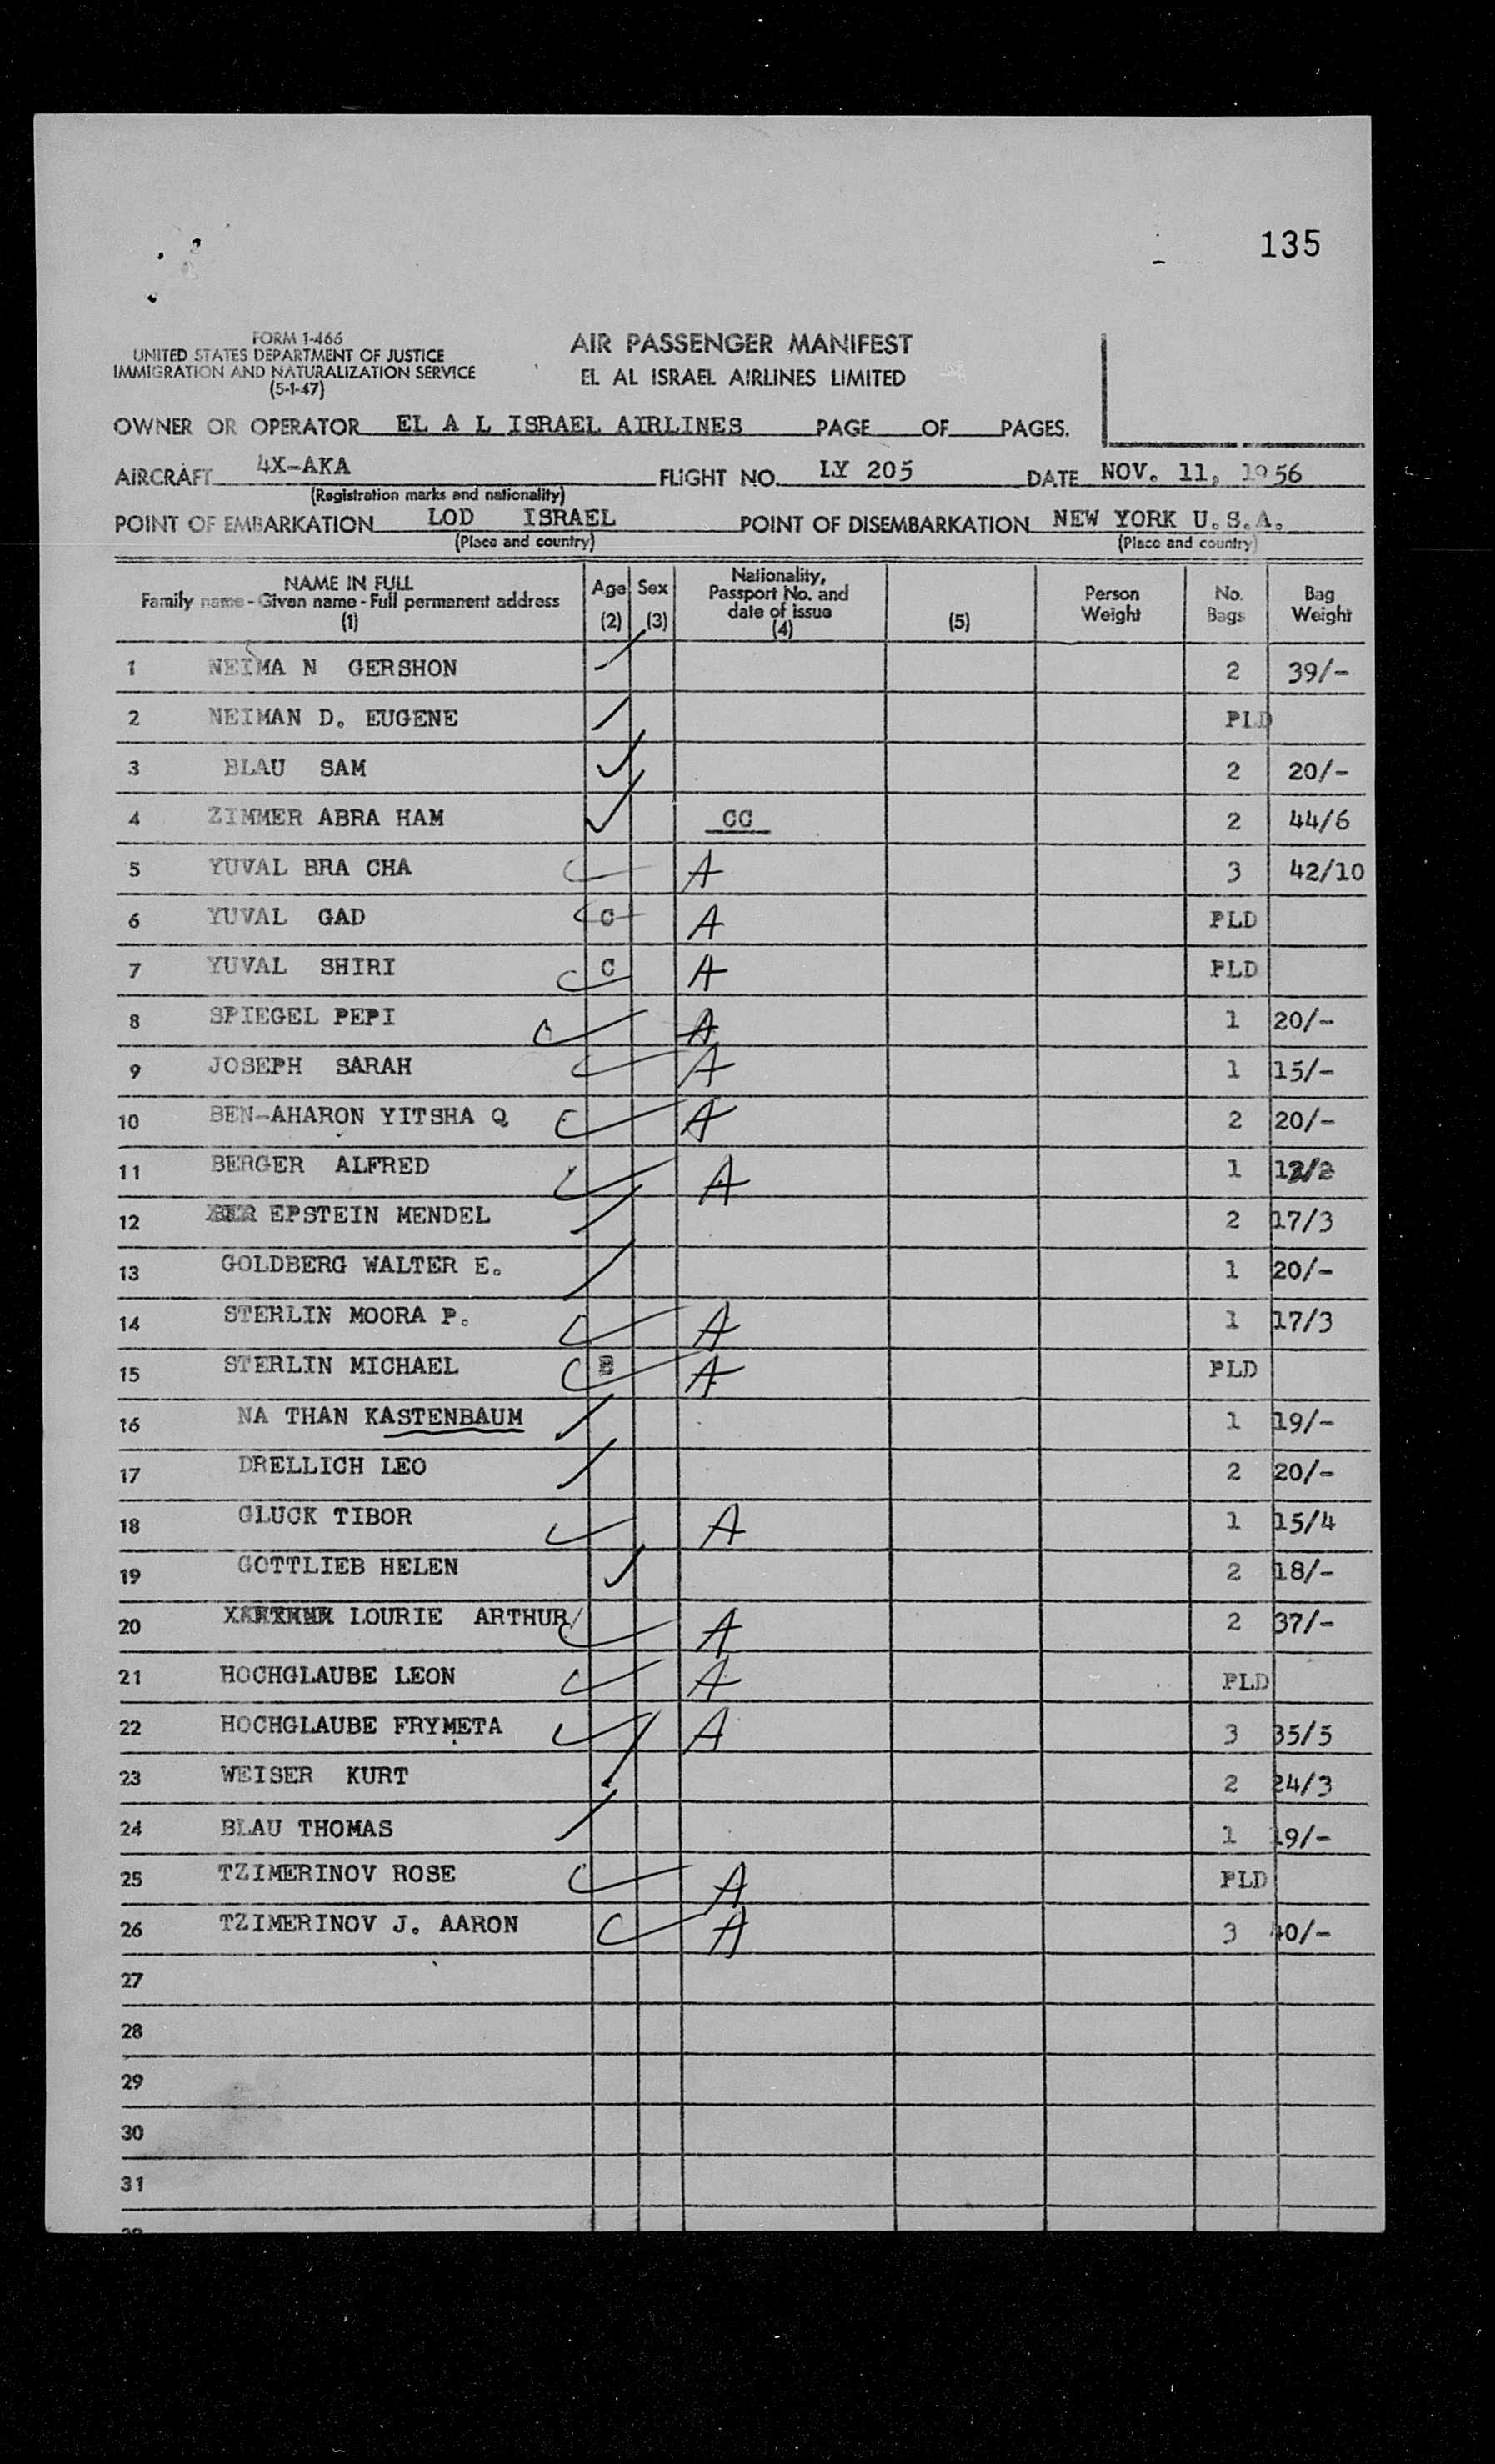 135
FORM 1-466
UNITED STATES DEPARTMENT OF JUSTICE
IMMIGRATION AND NATURALIZATION SERVICE
(5-1-47)
AIR PASSENGER MANIFEST
EL AL ISRAEL AIRLINES LIMITED
OWNER OR OPERATOR EL A L ISRAEL AIRLINES PAGE OF PAGES.
AIRCRAFT 4X-AKA FLIGHT NO. LY 205 DATE NOV. 11, 1956
(Registration marks and nationality)
POINT OF EMBARKATION LOD ISRAEL POINT OF DISEMBARKATION NEW YORK U.S.A.
(Place and country) (Place and country)
NAME IN FULL Family name - Given name - Full permanent address (1) Age (2) Sex (3) Nationality, Passport No. and date of issue (4) (5) Person Weight No. Bags Bag Weight
1 NEIMA N GERSHON 2 39/-
2 NEIMAN D. EUGENE PLD
3 BLAU SAM 2 20/-
4 ZIMMER ABRA HAM CC 2 44/6
5 YUVAL BRA CHA A 3 42/10
6 YUVAL GAD C A PLD
7 YUVAL SHIRI C A PLD
8 SPIEGEL PEPI A 1 20/-
9 JOSEPH SARAH A 1 15/-
10 BEN-AHARON YITSHA Q A 2 20/-
11 BERGER ALFRED A 1
12 EPSTEIN MENDEL 2 17/3
13 GOLDBERG WALTER E. 1 20/-
14 STERLIN MOORA P. A 1 17/3
15 STERLIN MICHAEL A PLD
16 NA THAN KASTENBAUM 1 19/-
17 DRELLICH LEO 2 20/-
18 GLUCK TIBOR A 1 15/4
19 GOTTLIEB HELEN 2 18/-
20 LOURIE ARTHUR A 2 37/-
21 HOCHGLAUBE LEON A PLD
22 HOCHGLAUBE FRYMETA A 3 35/5
23 WEISER KURT 2 24/3
24 BLAU THOMAS 1 19/-
25 TZIMERINOV ROSE A PLD
26 TZIMERINOV J. AARON A 3 40/-
27
28
29
30
31